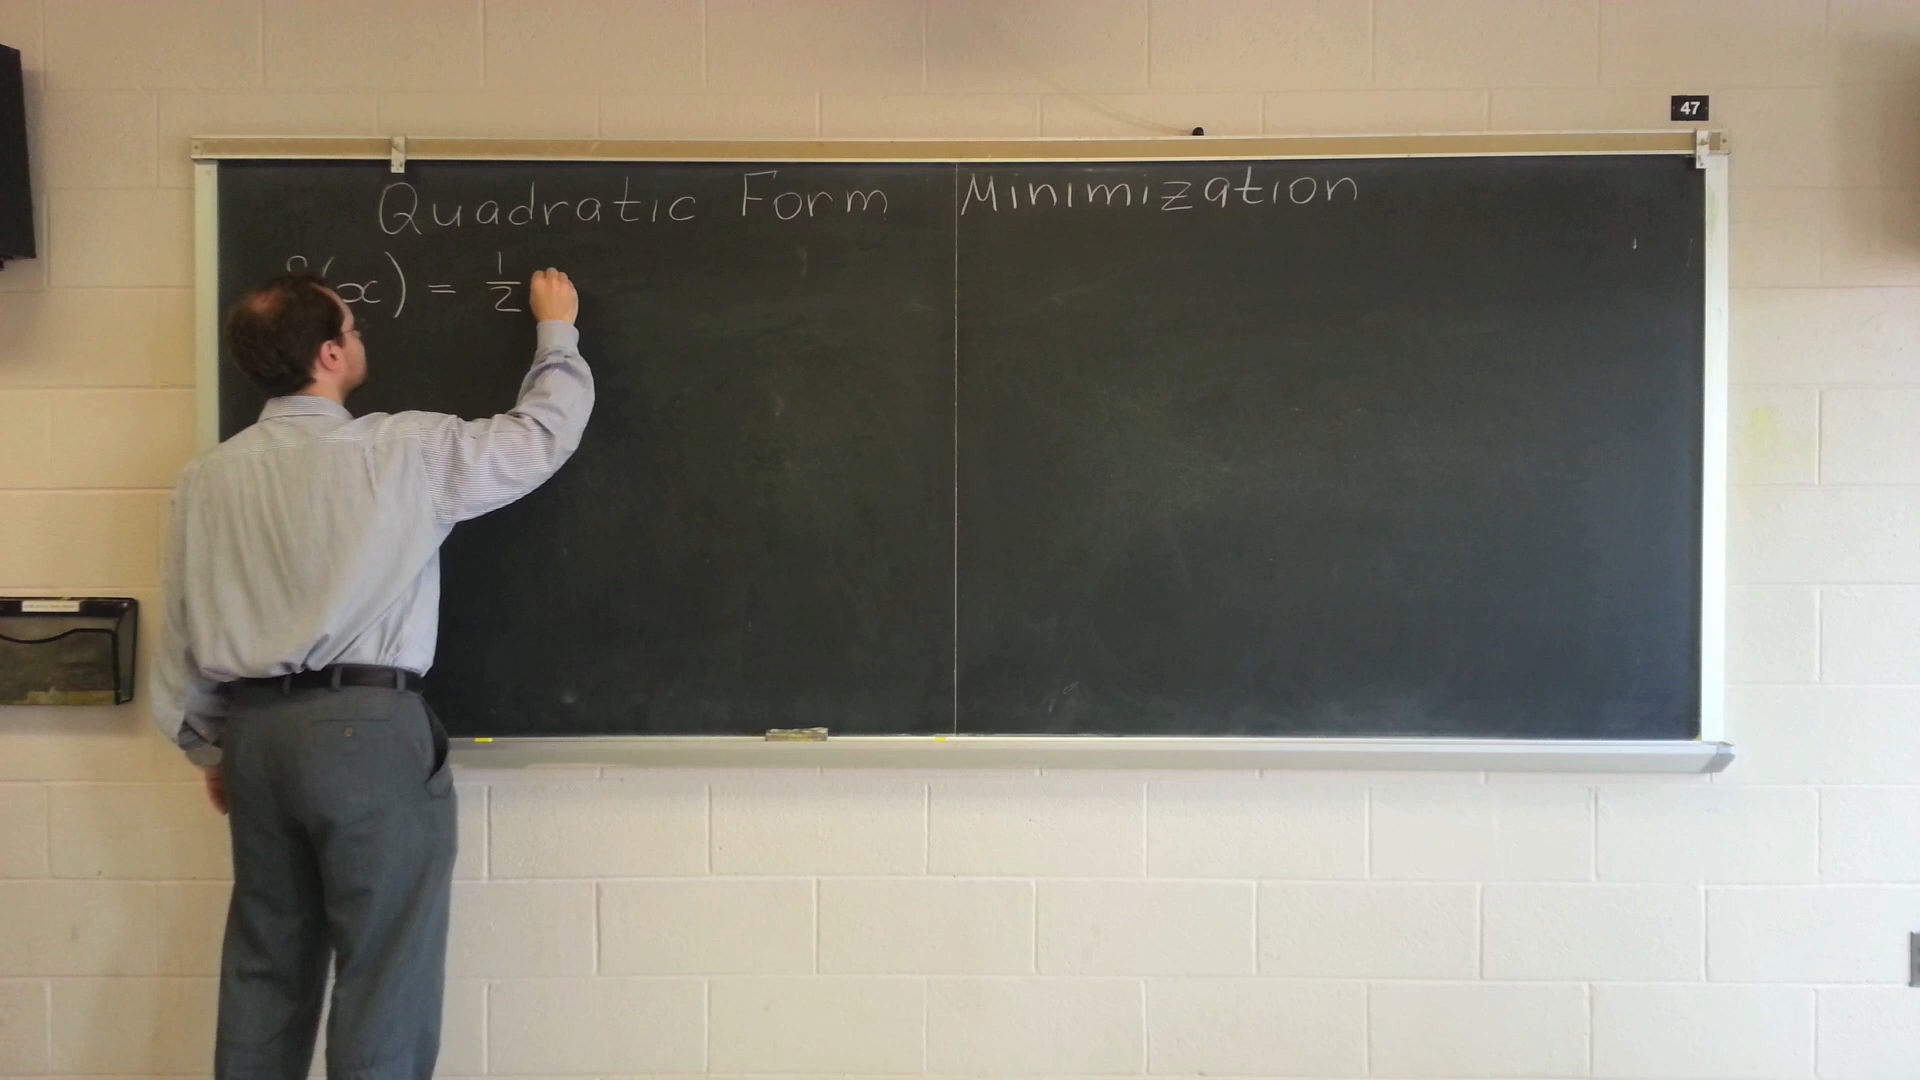 47
Quadratic Form Minimization
(x) = 1/2